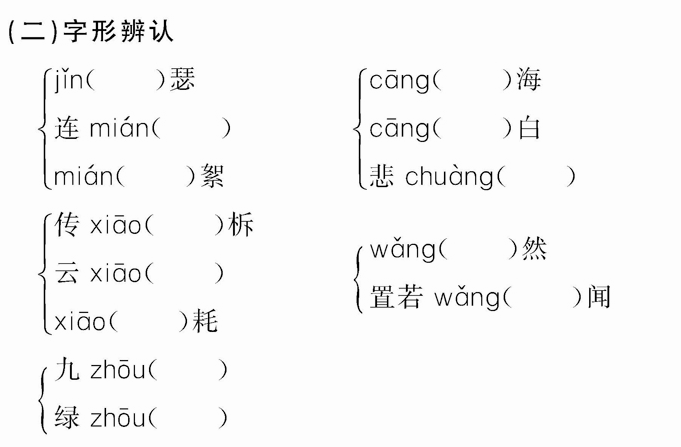 (二)字形辨认
jǐn(　　)瑟
连 mián(　　)
mián(　　)絮
传 xiāo(　　)柝
云 xiāo(　　)
xiāo(　　)耗
九 zhōu(　　)
绿 zhōu(　　)
cāng(　　)海
cāng(　　)白
悲 chuàng(　　)
wǎng(　　)然
置若 wǎng(　　)闻